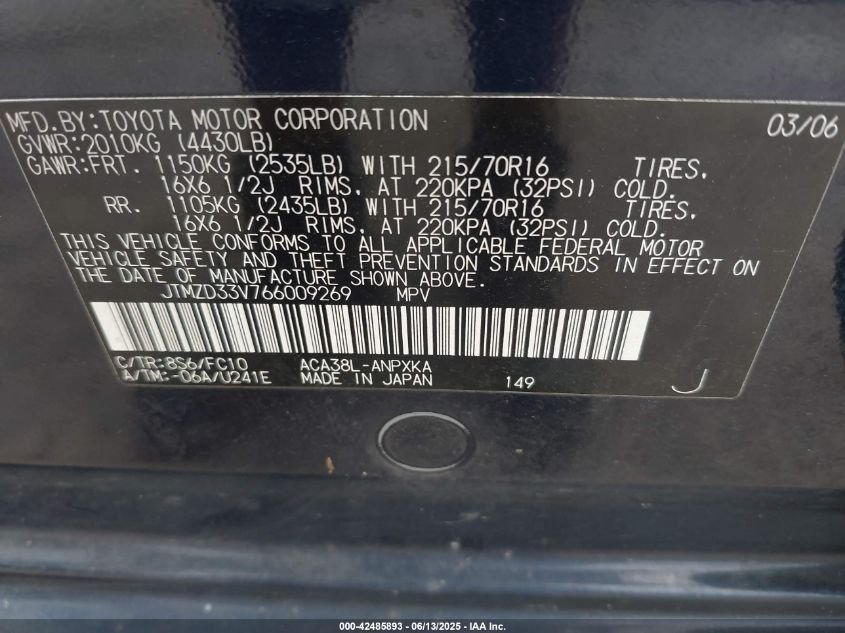 MFD.BY:TOYOTA MOTOR CORPORATION 03/06
GVWR:2010KG (4430LB)
GAWR:FRT. 1150KG (2535LB) WITH 215/70R16 TIRES,
16X6 1/2J RIMS, AT 220KPA (32PSI) COLD.
RR. 1105KG (2435LB) WITH 215/70R16 TIRES,
16X6 1/2J RIMS, AT 220KPA (32PSI) COLD.
THIS VEHICLE CONFORMS TO ALL APPLICABLE FEDERAL MOTOR
VEHICLE SAFETY AND THEFT PREVENTION STANDARDS IN EFFECT ON
THE DATE OF MANUFACTURE SHOWN ABOVE.
JTMZD33V766009269 MPV
C/TR:8S6/FC10 ACA38L-ANPXKA
A/TM:-06A/U241E MADE IN JAPAN 149 J
000-42485893 - 06/13/2025 - IAA Inc.